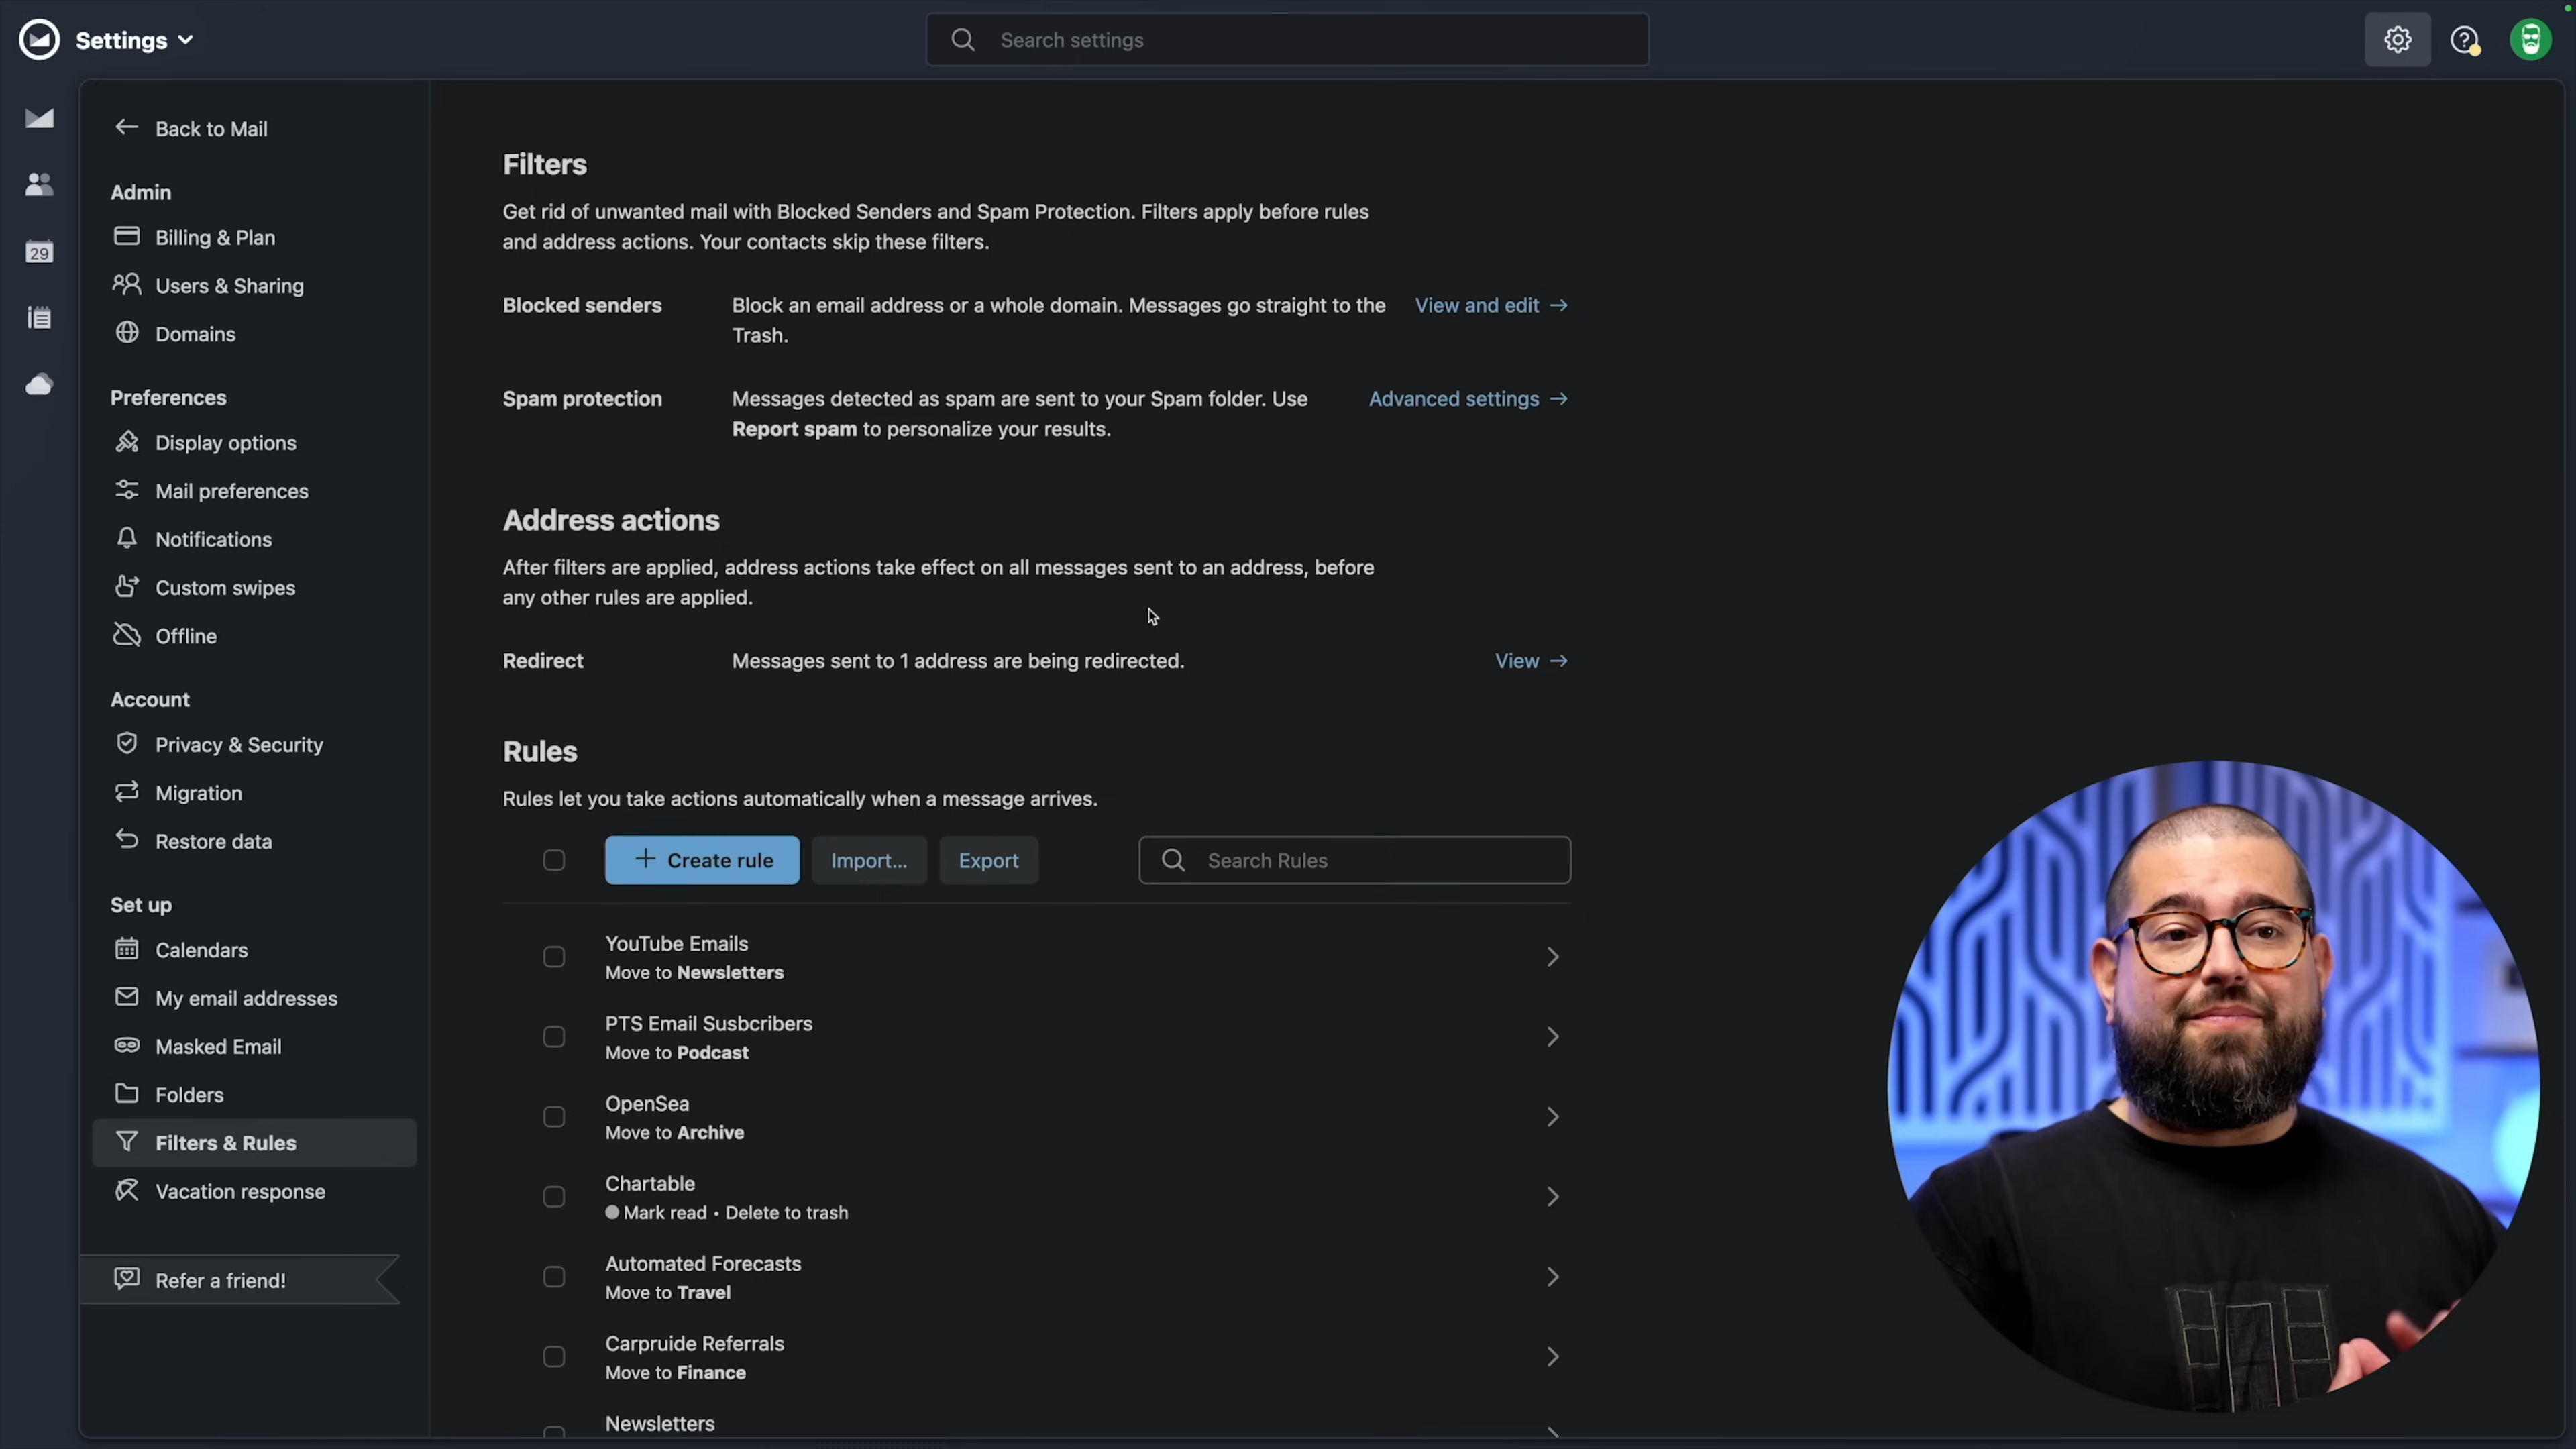 Settings
Search settings
29
Back to Mail
Admin
Billing & Plan
Users & Sharing
Domains
Preferences
Display options
Mail preferences
Notifications
Custom swipes
Offline
Account
Privacy & Security
Migration
Restore data
Set up
Calendars
My email addresses
Masked Email
Folders
Filters & Rules
Vacation response
Refer a friend!
Filters
Get rid of unwanted mail with Blocked Senders and Spam Protection. Filters apply before rules
and address actions. Your contacts skip these filters.
Blocked senders
Block an email address or a whole domain. Messages go straight to the
Trash.
View and edit
Spam protection
Messages detected as spam are sent to your Spam folder. Use
Report spam to personalize your results.
Advanced settings
Address actions
After filters are applied, address actions take effect on all messages sent to an address, before
any other rules are applied.
Redirect
Messages sent to 1 address are being redirected.
View
Rules
Rules let you take actions automatically when a message arrives.
Create rule
Import...
Export
Search Rules
YouTube Emails
Move to Newsletters
PTS Email Susbcribers
Move to Podcast
OpenSea
Move to Archive
Chartable
Mark read • Delete to trash
Automated Forecasts
Move to Travel
Carpruide Referrals
Move to Finance
Newsletters